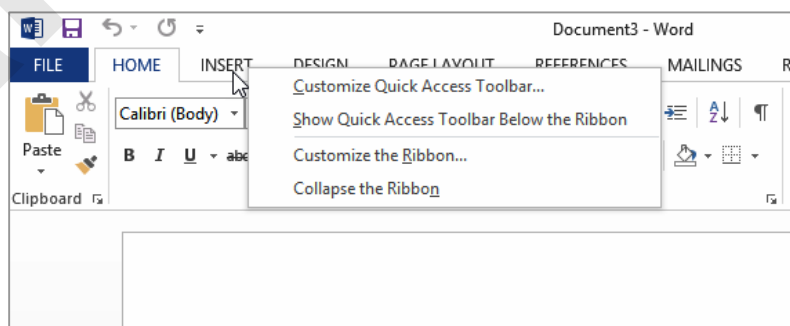 Document3 - Word
FILE HOME INSERT DESIGN PAGE LAYOUT REFERENCES MAILINGS R
Customize Quick Access Toolbar...
Calibri (Body)
Show Quick Access Toolbar Below the Ribbon
Paste
B I U abc
Customize the Ribbon...
Collapse the Ribbon
Clipboard